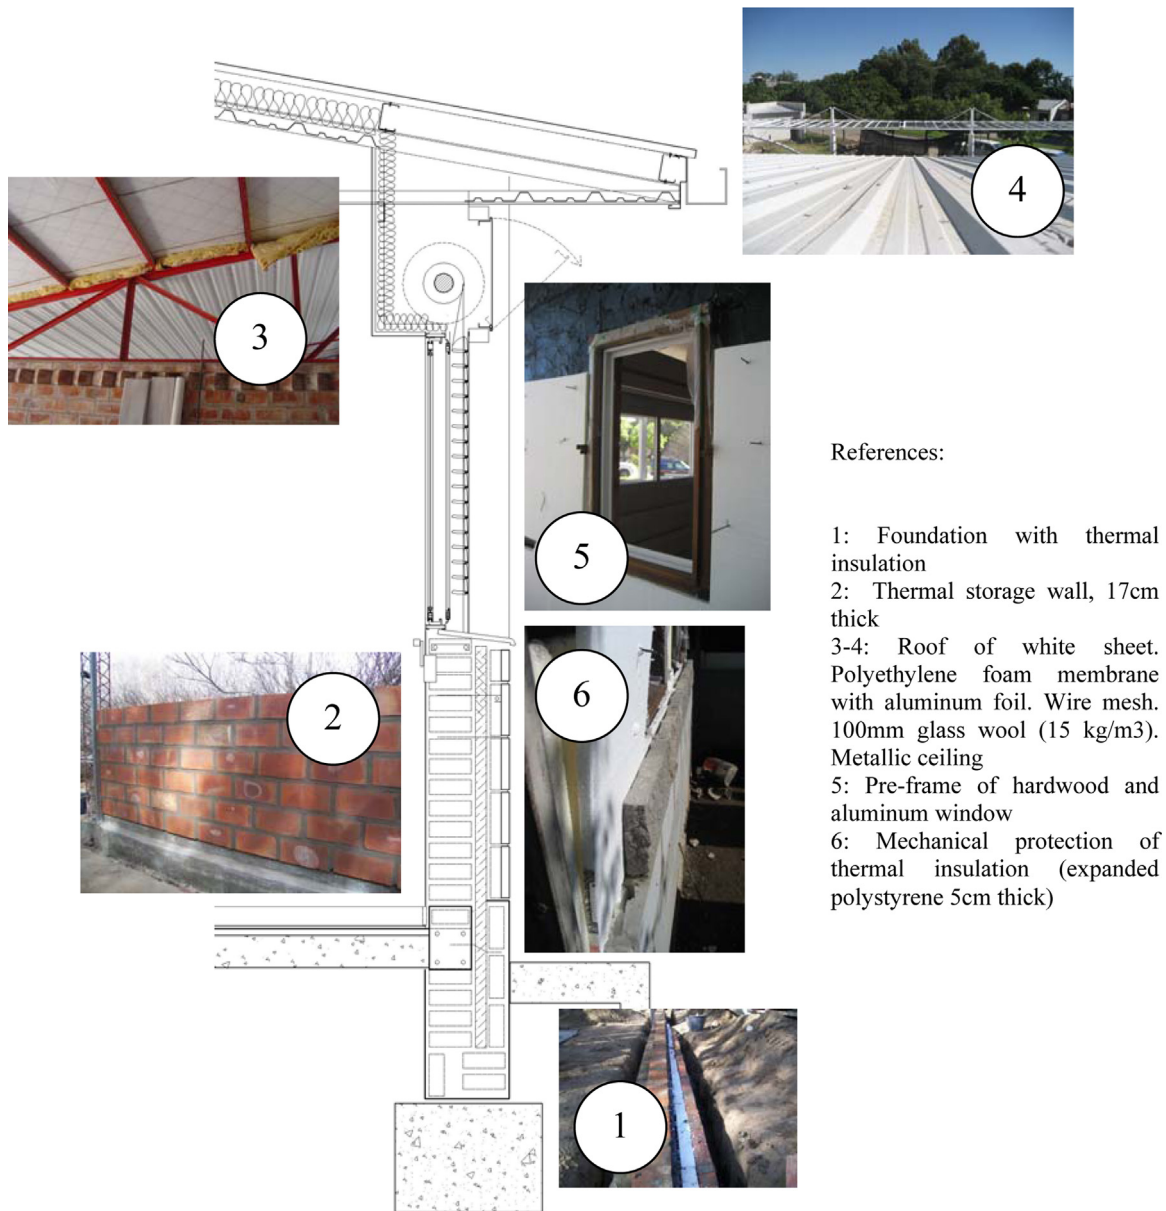 4
3
5
References:
1: Foundation with thermal
insulation
2: Thermal storage wall, 17cm
thick
3-4: Roof of white sheet.
Polyethylene foam membrane
with aluminum foil. Wire mesh.
100mm glass wool (15 kg/m3).
Metallic ceiling
5: Pre-frame of hardwood and
aluminum window
6: Mechanical protection of
thermal insulation (expanded
polystyrene 5cm thick)
6
2
1